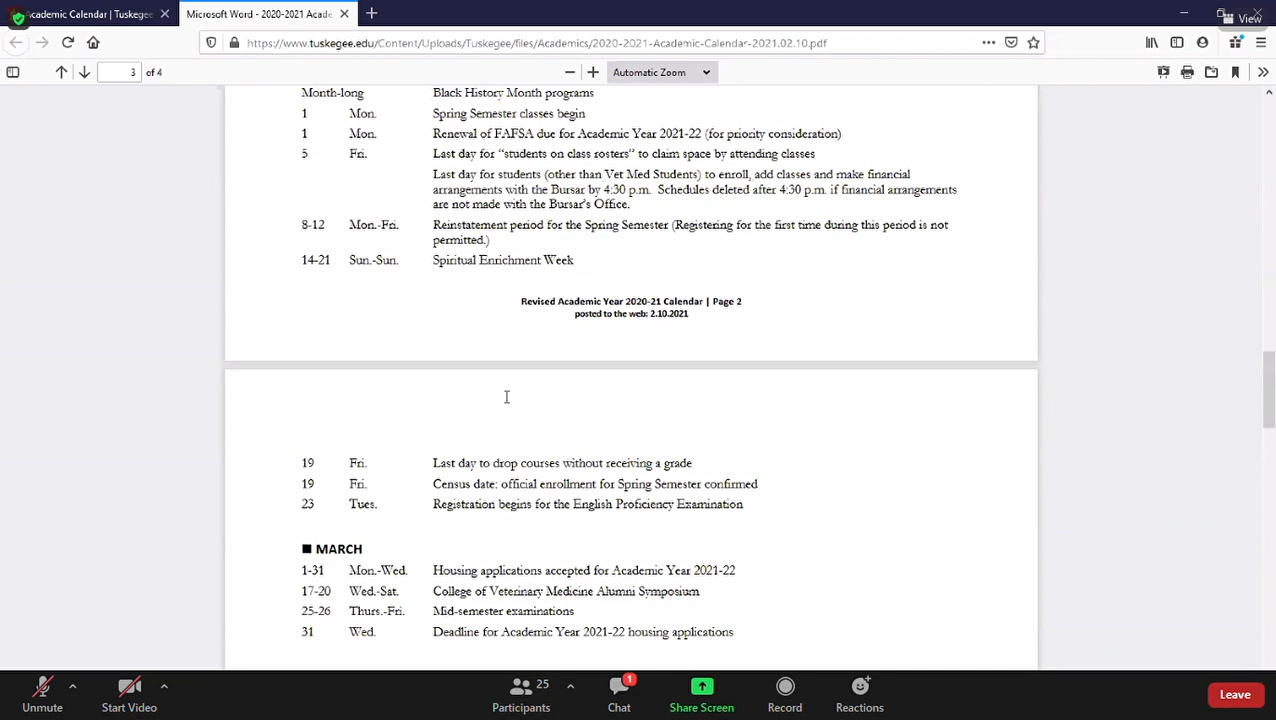 Academic Calendar | Tuskegee
Microsoft Word - 2020-2021 Acade
View
https://www.tuskegee.edu/Content/Uploads/Tuskegee/files/Academics/2020-2021-Academic-Calendar-2021.02.10.pdf
3 of 4
Automatic Zoom
Month-long Black History Month programs
1 Mon. Spring Semester classes begin
1 Mon. Renewal of FAFSA due for Academic Year 2021-22 (for priority consideration)
5 Fri. Last day for “students on class rosters” to claim space by attending classes
Last day for students (other than Vet Med Students) to enroll, add classes and make financial
arrangements with the Bursar by 4:30 p.m. Schedules deleted after 4:30 p.m. if financial arrangements
are not made with the Bursar’s Office.
8-12 Mon.-Fri. Reinstatement period for the Spring Semester (Registering for the first time during this period is not
permitted.)
14-21 Sun.-Sun. Spiritual Enrichment Week
Revised Academic Year 2020-21 Calendar | Page 2
posted to the web: 2.10.2021
19 Fri. Last day to drop courses without receiving a grade
19 Fri. Census date: official enrollment for Spring Semester confirmed
23 Tues. Registration begins for the English Proficiency Examination
■ MARCH
1-31 Mon.-Wed. Housing applications accepted for Academic Year 2021-22
17-20 Wed.-Sat. College of Veterinary Medicine Alumni Symposium
25-26 Thurs.-Fri. Mid-semester examinations
31 Wed. Deadline for Academic Year 2021-22 housing applications
25
1
Unmute
Start Video
Participants
Chat
Share Screen
Record
Reactions
Leave